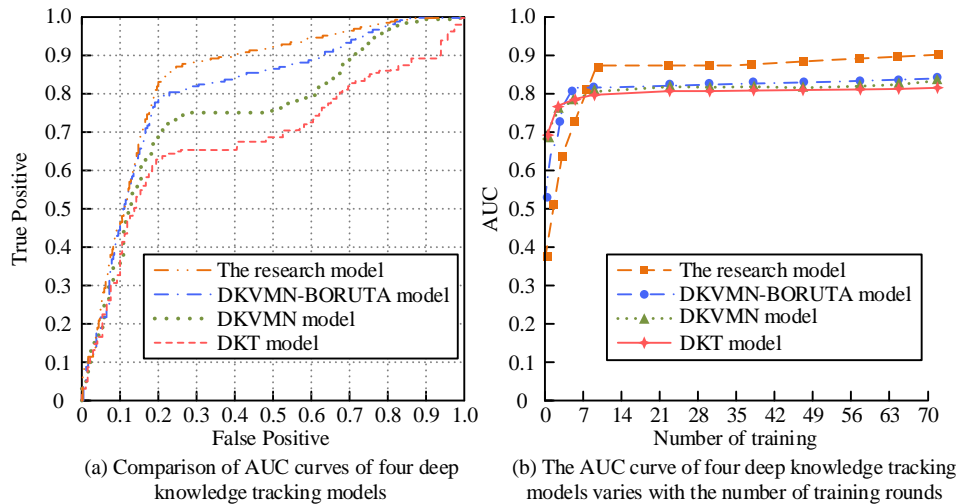 1.0
0.9
0.8
0.7
0.6
0.5
0.4
0.3
0.2
0.1
0
True Positive
The research model
DKVMN-BORUTA model
DKVMN model
DKT model
0 0.1 0.2 0.3 0.4 0.5 0.6 0.7 0.8 0.9 1.0
False Positive
(a) Comparison of AUC curves of four deep
knowledge tracking models
1.0
0.9
0.8
0.7
0.6
0.5
0.4
0.3
0.2
0.1
0
AUC
The research model
DKVMN-BORUTA model
DKVMN model
DKT model
0 7 14 21 28 35 42 49 56 63 70
Number of training
(b) The AUC curve of four deep knowledge tracking
models varies with the number of training rounds